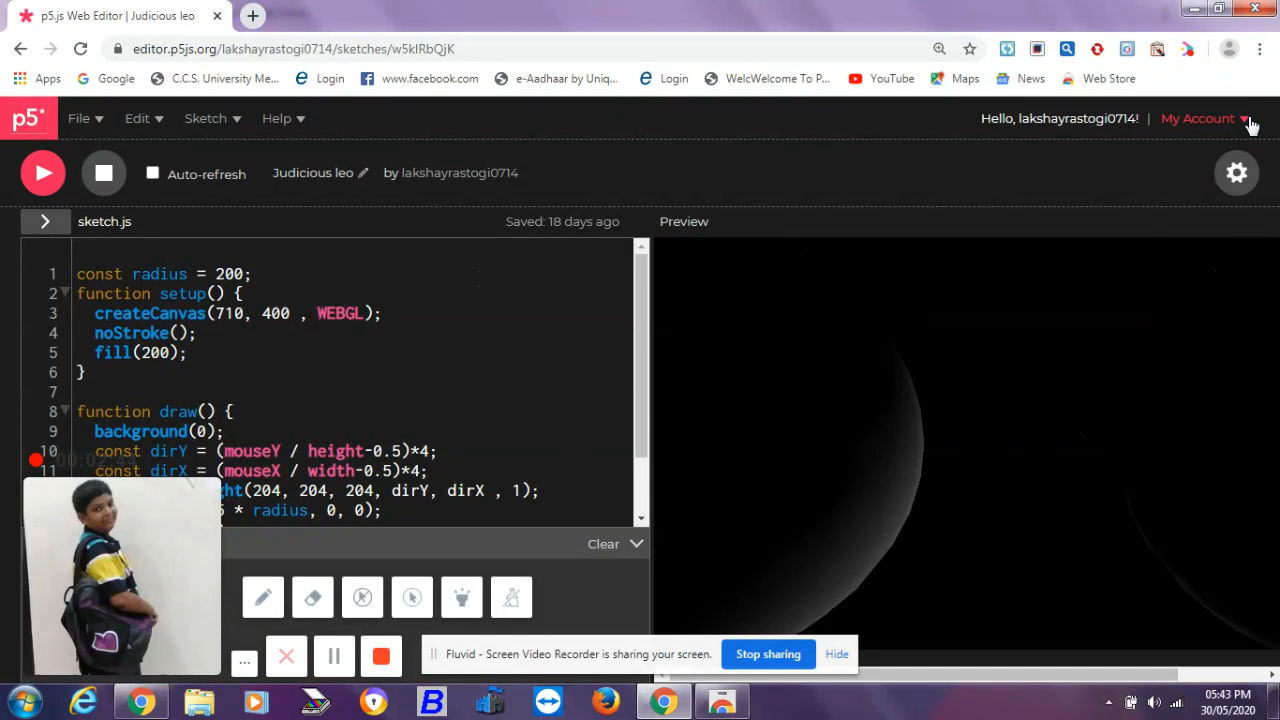 p5.js Web Editor | Judicious leo
editor.p5js.org/lakshayrastogi0714/sketches/w5klRbQjK
Apps Google C.C.S. University Me... Login www.facebook.com e-Aadhaar by Uniq... Login WelcWelcome To P... YouTube Maps News Web Store
p5* File Edit Sketch Help Hello, lakshayrastogi0714! | My Account
Auto-refresh Judicious leo by lakshayrastogi0714
sketch.js Saved: 18 days ago Preview
1 const radius = 200;
2 function setup() {
3 createCanvas(710, 400 , WEBGL);
4 noStroke();
5 fill(200);
6 }
7
8 function draw() {
9 background(0);
10 const dirY = (mouseY / height-0.5)*4;
00:02:44
11 const dirX = (mouseX / width-0.5)*4;
ght(204, 204, 204, dirY, dirX , 1);
* radius, 0, 0);
Clear
...
Fluvid - Screen Video Recorder is sharing your screen. Stop sharing Hide
B
05:43 PM
30/05/2020